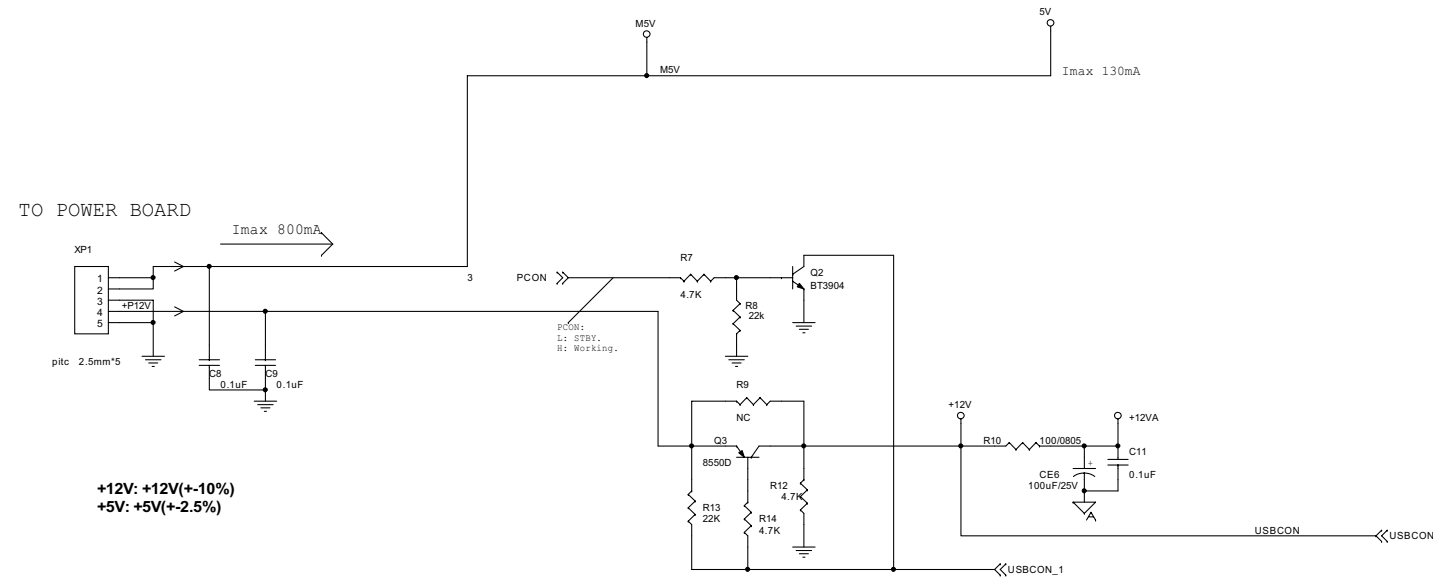 5V
M5V
M5V
Imax 130mA
TO POWER BOARD
Imax 800mA
XP1
1
2
3
4
5
+P12V
pitc 2.5mm*5
C8
0.1uF
C9
0.1uF
3
PCON
R7
4.7K
Q2
BT3904
R8
22k
PCON:
L: STBY.
H: Working.
R9
NC
Q3
8550D
R13
22K
R14
4.7K
R12
4.7K
+12V
R10
100/0805
+12VA
C11
0.1uF
CE6
+
100uF/25V
A
USBCON
USBCON
USBCON_1
+12V: +12V(+-10%)
+5V: +5V(+-2.5%)